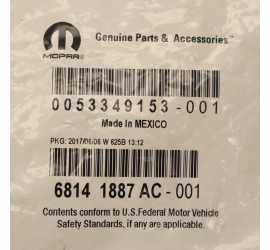 Genuine Parts & Accessories™
MOPAR®
0053349153-001
Made In MEXICO
PKG: 2017/06/06 W 625B 13:12
6814 1887 AC-001
Contents conform to U.S.Federal Motor Vehicle
Safety Standards, if any are applicable.